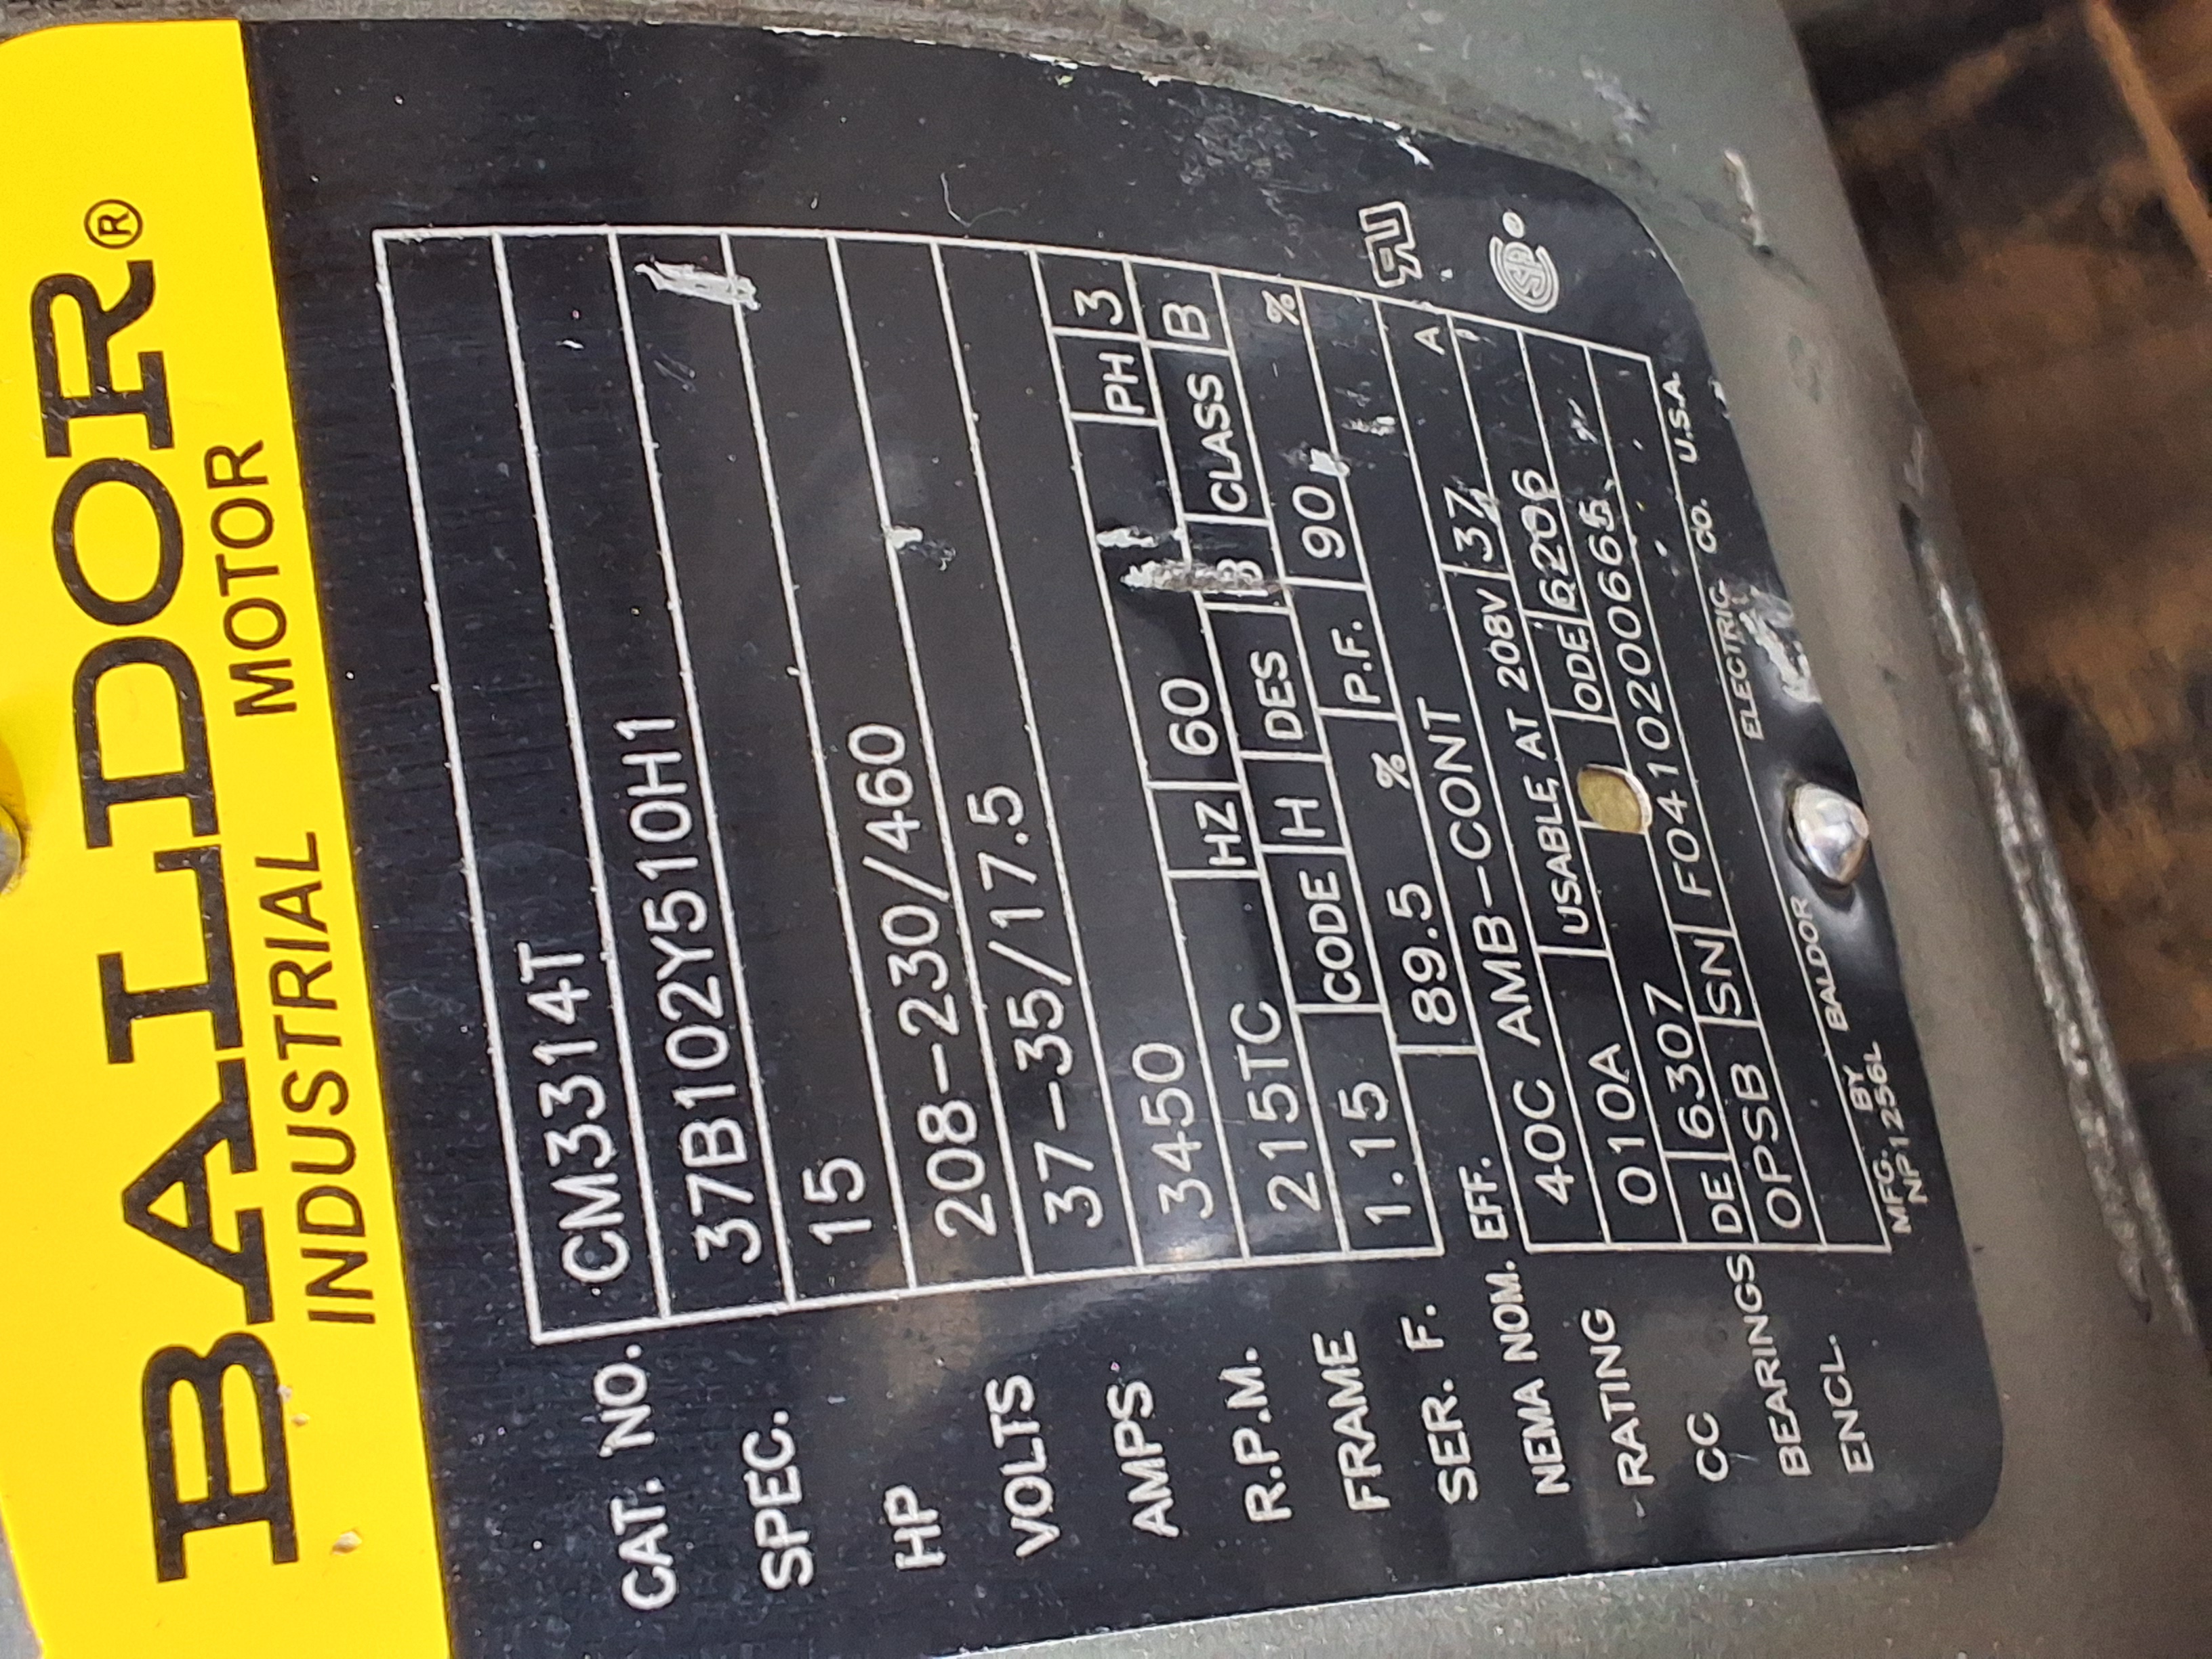 BALDOR®
INDUSTRIAL MOTOR
CAT. NO. CM3314T
SPEC. 37B102Y510H1
HP 15
VOLTS 208-230/460
AMPS 37-35/17.5
R.P.M. 3450 HZ 60 PH 3
FRAME 215TC CODE H DES B CLASS B
SER. F. 1.15 P.F. 90 %
NEMA NOM. EFF. 89.5 %
RATING 40C AMB-CONT
CC 010A USABLE AT 208V 37 A
BEARINGS DE 6307 ODE 6206
ENCL. OPSB SN F0410200665
MFG. BY BALDOR ELECTRIC CO. U.S.A.
NP1256L